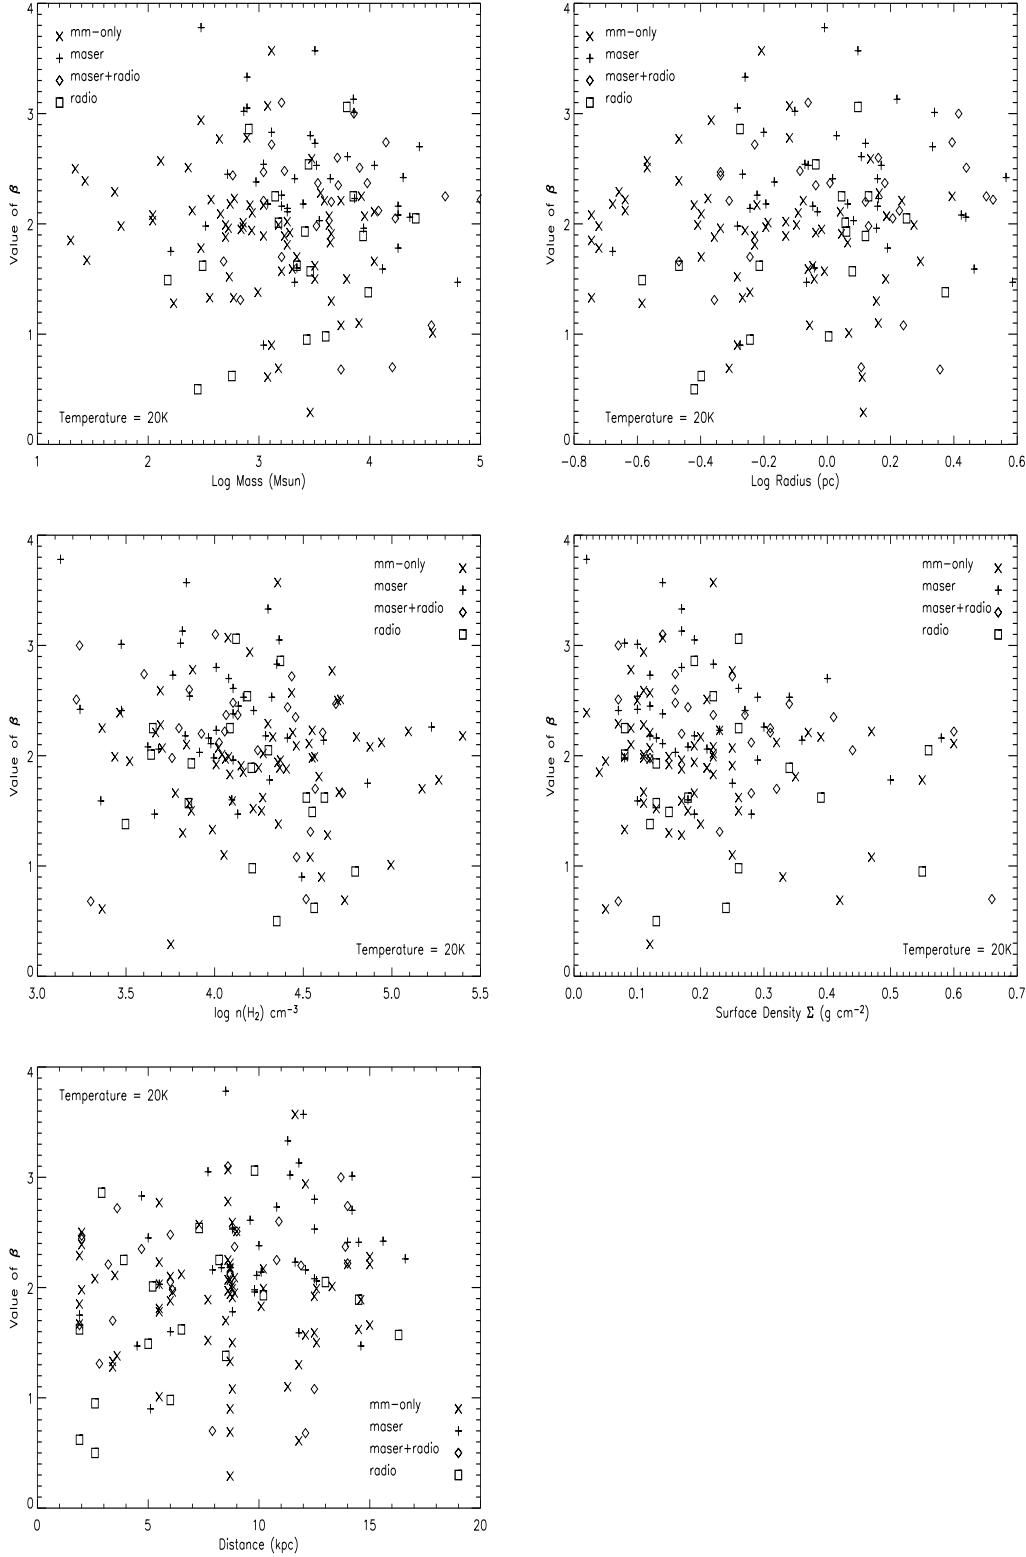 4
3
2
1
0
Value of β
× mm-only
+ maser
◇ maser+radio
□ radio
Temperature = 20K
1 2 3 4 5
Log Mass (Msun)
4
3
2
1
0
Value of β
× mm-only
+ maser
◇ maser+radio
□ radio
Temperature = 20K
−0.8 −0.6 −0.4 −0.2 0.0 0.2 0.4 0.6
Log Radius (pc)
4
3
2
1
0
Value of β
mm-only ×
maser +
maser+radio ◇
radio □
Temperature = 20K
3.0 3.5 4.0 4.5 5.0 5.5
log n(H₂) cm⁻³
4
3
2
1
0
Value of β
mm-only ×
maser +
maser+radio ◇
radio □
Temperature = 20K
0.0 0.1 0.2 0.3 0.4 0.5 0.6 0.7
Surface Density Σ (g cm⁻²)
4
3
2
1
0
Value of β
Temperature = 20K
mm-only ×
maser +
maser+radio ◇
radio □
0 5 10 15 20
Distance (kpc)